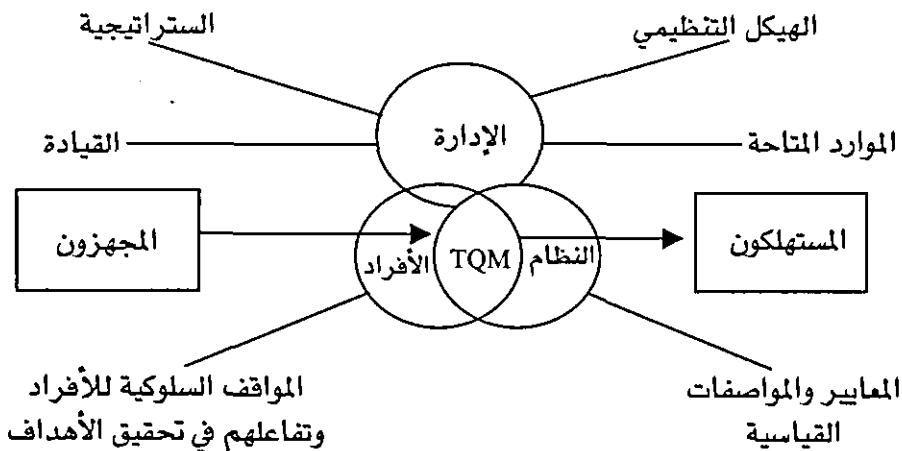 الهيكل التنظيمي
الستراتيجية
الإدارة
الموارد المتاحة
القيادة
المجهزون
المستهلكون
الأفراد
TQM
النظام
المعايير والمواصفات
القياسية
المواقف السلوكية للأفراد
وتفاعلهم في تحقيق الأهداف